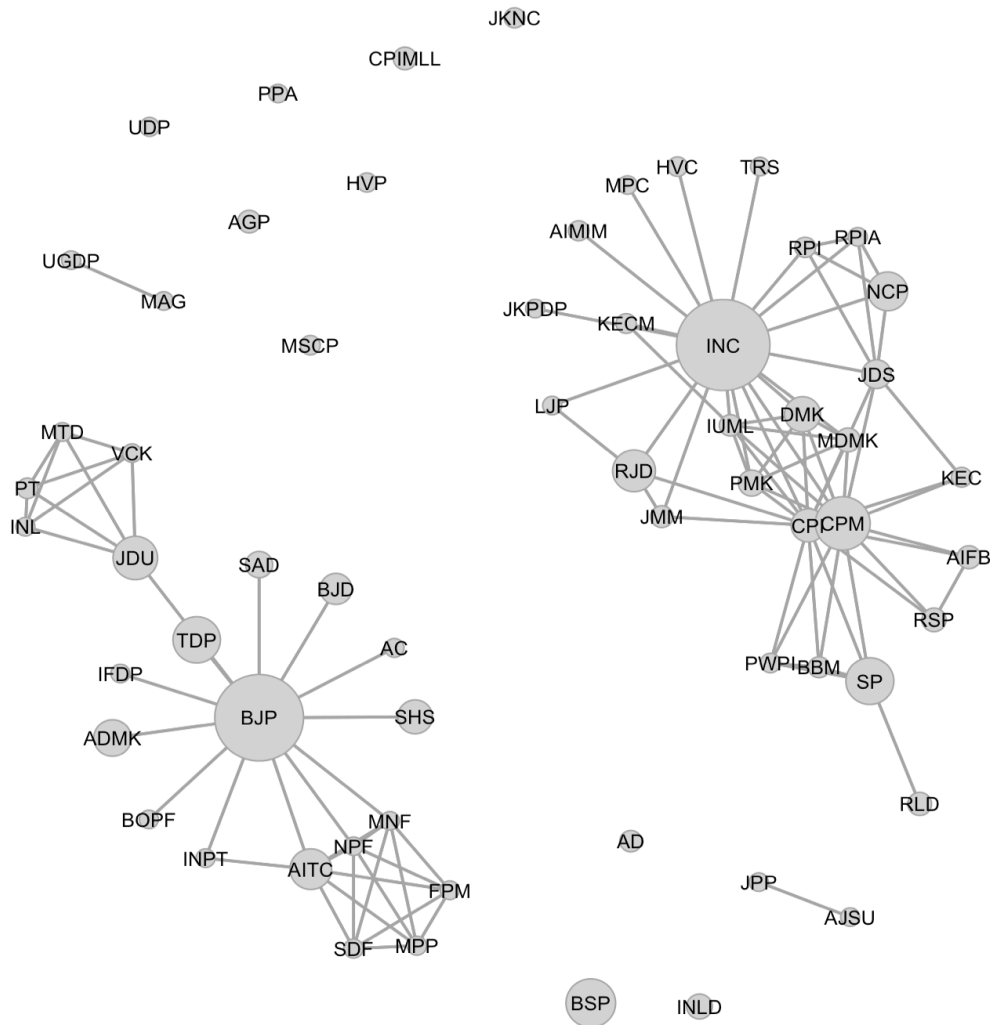 JKNC
CPIMLL
PPA
UDP
HVC
TRS
HVP
MPC
AGP
AIMIM
RPI
RPIA
UGDP
NCP
MAG
JKPDP
KECM
MSCP
INC
JDS
LJP
DMK
IUML
MDMK
MTD
VCK
RJD
PMK
KEC
PT
INL
JMM
CPI
CPM
JDU
SAD
AIFB
BJD
RSP
TDP
AC
PWPI
BBM
IFDP
SP
BJP
SHS
ADMK
RLD
BOPF
MNF
NPF
AD
INPT
AITC
JPP
FPM
AJSU
SDF
MPP
BSP
INLD